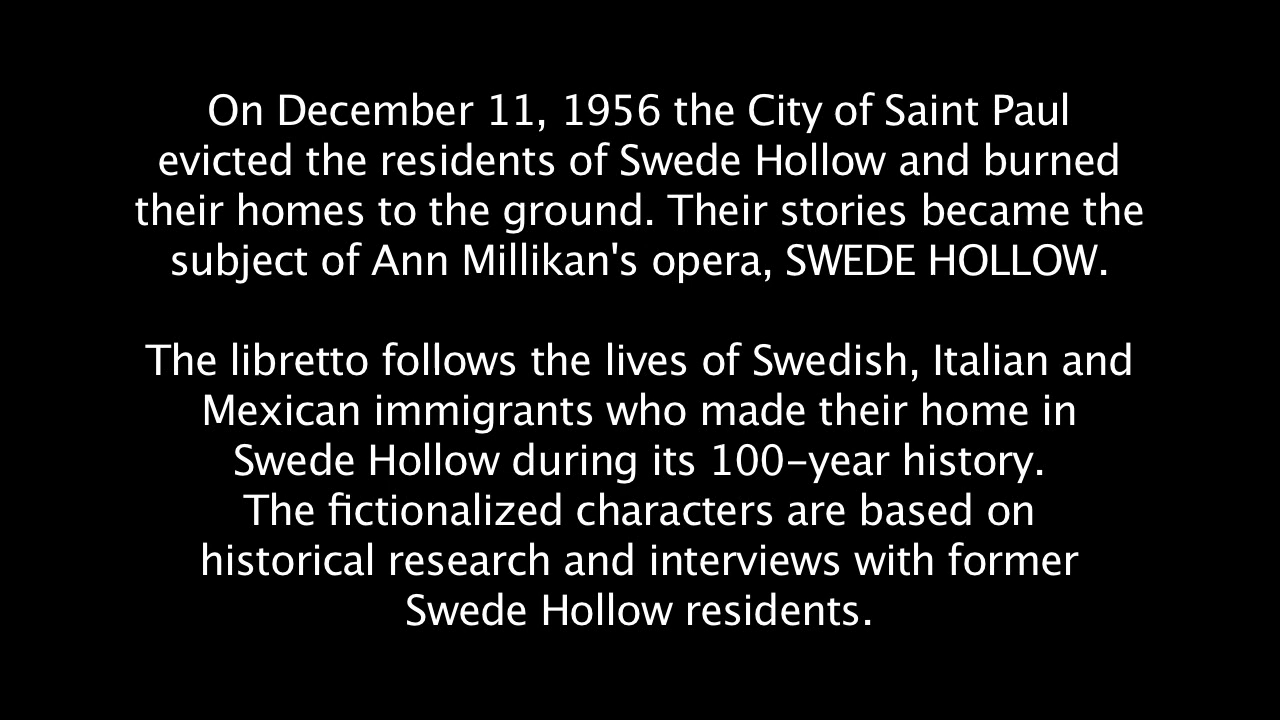 On December 11, 1956 the City of Saint Paul
evicted the residents of Swede Hollow and burned
their homes to the ground. Their stories became the
subject of Ann Millikan's opera, SWEDE HOLLOW.
The libretto follows the lives of Swedish, Italian and
Mexican immigrants who made their home in
Swede Hollow during its 100-year history.
The fictionalized characters are based on
historical research and interviews with former
Swede Hollow residents.